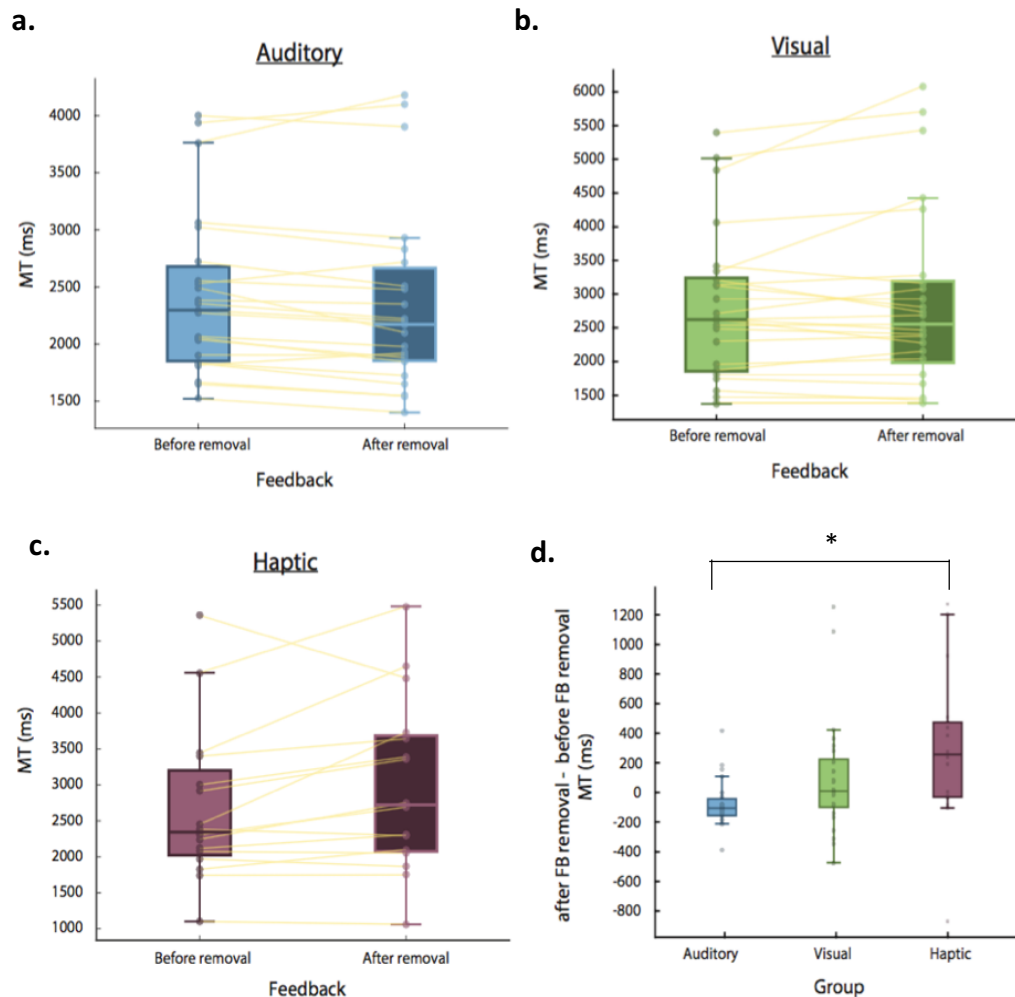 a.
Auditory
4000
3500
3000
2500
2000
1500
MT (ms)
Before removal
After removal
Feedback
b.
Visual
6000
5500
5000
4500
4000
3500
3000
2500
2000
1500
MT (ms)
Before removal
After removal
Feedback
c.
Haptic
5500
5000
4500
4000
3500
3000
2500
2000
1500
1000
MT (ms)
Before removal
After removal
Feedback
d.
*
1200
1000
800
600
400
200
0
-200
-400
-600
-800
after FB removal - before FB removal
MT (ms)
Auditory
Visual
Haptic
Group